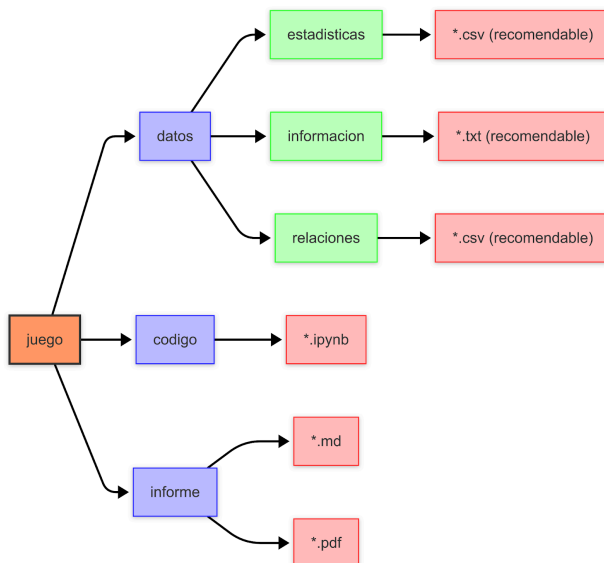 estadisticas
*.csv (recomendable)
datos
informacion
*.txt (recomendable)
relaciones
*.csv (recomendable)
juego
codigo
*.ipynb
*.md
informe
*.pdf